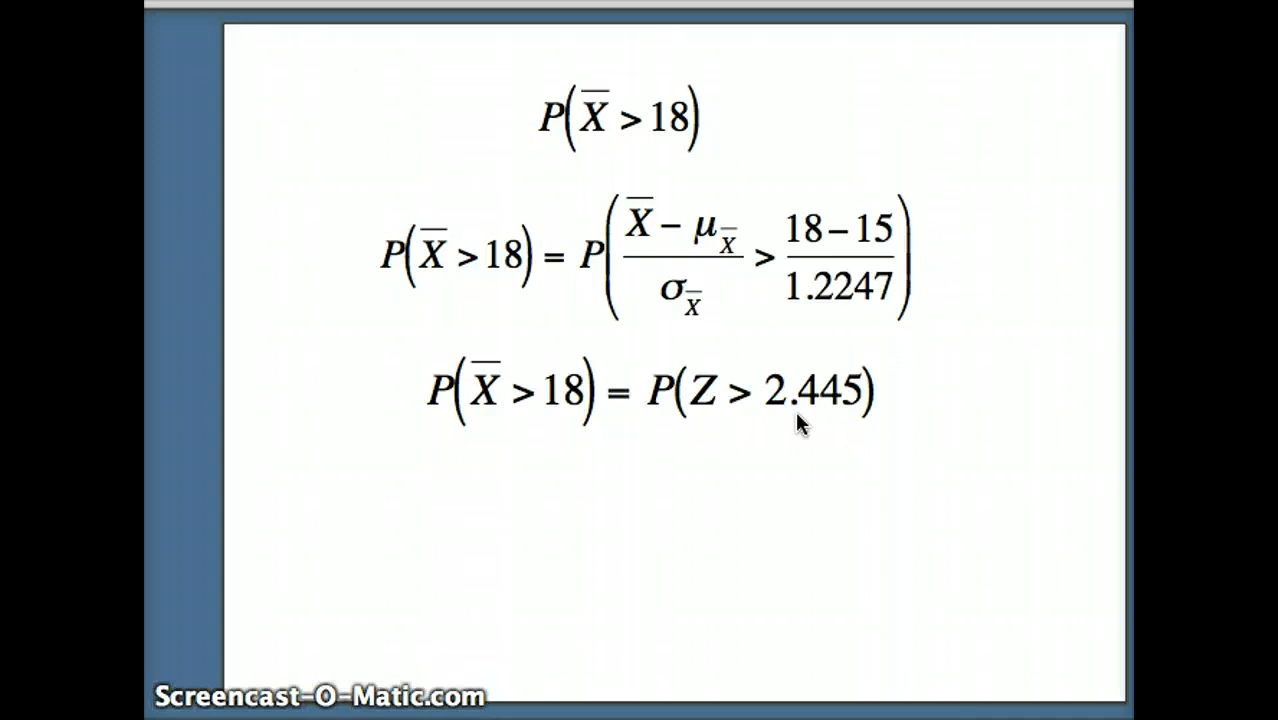 P(X̅ > 18)
P(X̅ > 18) = P((X̅ − μ_X̅)/σ_X̅ > (18 − 15)/1.2247)
P(X̅ > 18) = P(Z > 2.445)
Screencast-O-Matic.com